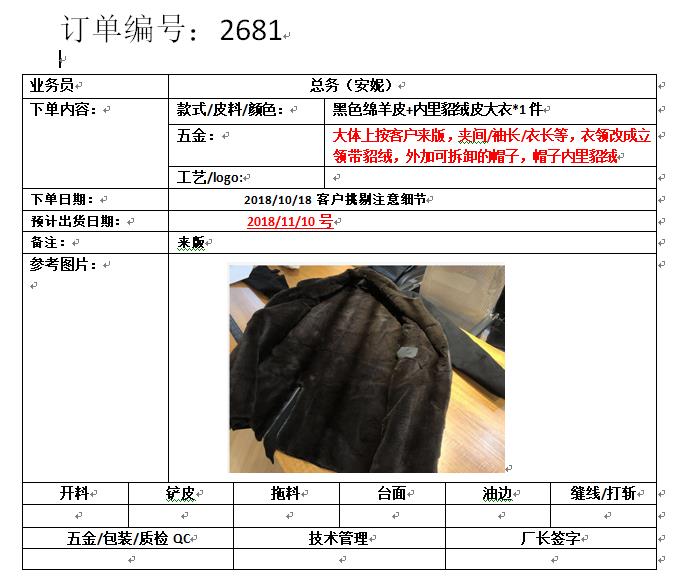 订单编号：2681
业务员
总务（安妮）
下单内容：
款式/皮料/颜色：
黑色绵羊皮+内里貂绒皮大衣*1件
五金：
大体上按客户来版，夹间/袖长/衣长等，衣领改成立
领带貂绒，外加可拆卸的帽子，帽子内里貂绒
工艺/logo:
下单日期：
2018/10/18 客户挑剔注意细节
预计出货日期：
2018/11/10 号
备注：
来版
参考图片：
开料
铲皮
拖料
台面
油边
缝线/打斩
五金/包装/质检 QC
技术管理
厂长签字